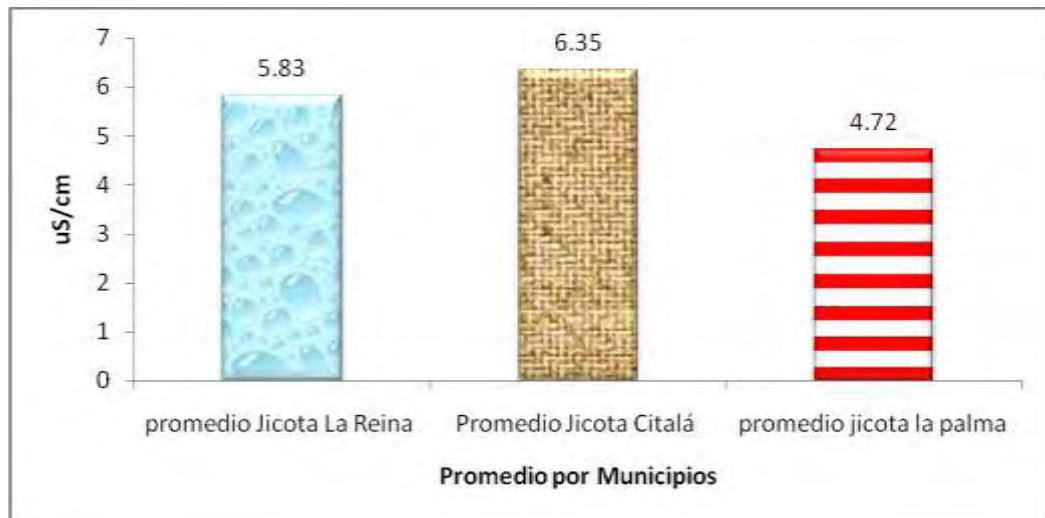 7
6
5
4
3
2
1
0
uS/cm
5.83
6.35
4.72
promedio Jicota La Reina
Promedio Jicota Citalá
promedio jicota la palma
Promedio por Municipios